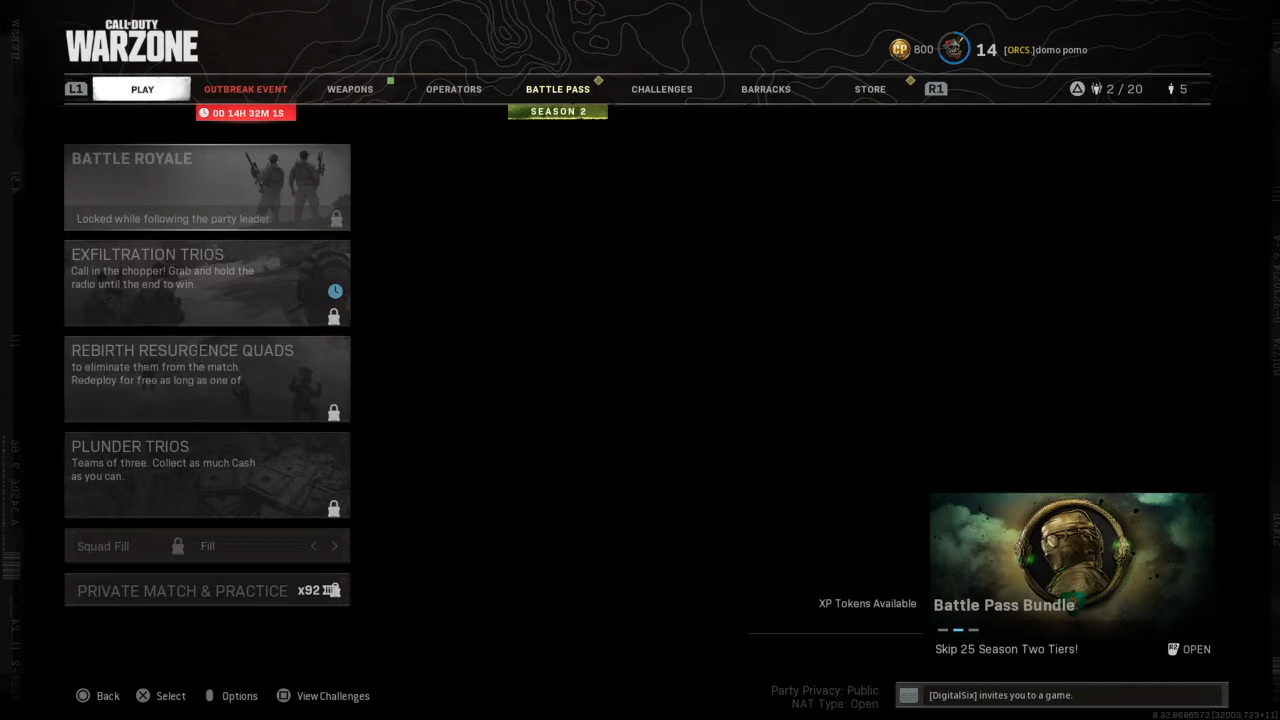 CALL OF DUTY
WARZONE
CP 800 14 [ORCS.]domo pomo
L1 PLAY OUTBREAK EVENT WEAPONS OPERATORS BATTLE PASS CHALLENGES BARRACKS STORE R1 2 / 20 5
0D 14H 32M 1S SEASON 2
BATTLE ROYALE
Locked while following the party leader.
EXFILTRATION TRIOS
Call in the chopper! Grab and hold the
radio until the end to win.
REBIRTH RESURGENCE QUADS
to eliminate them from the match.
Redeploy for free as long as one of
PLUNDER TRIOS
Teams of three. Collect as much Cash
as you can.
Squad Fill Fill
PRIVATE MATCH & PRACTICE x92
XP Tokens Available
Battle Pass Bundle
Skip 25 Season Two Tiers! R2 OPEN
Back Select Options View Challenges
Party Privacy: Public
NAT Type: Open
[DigitalSix] invites you to a game.